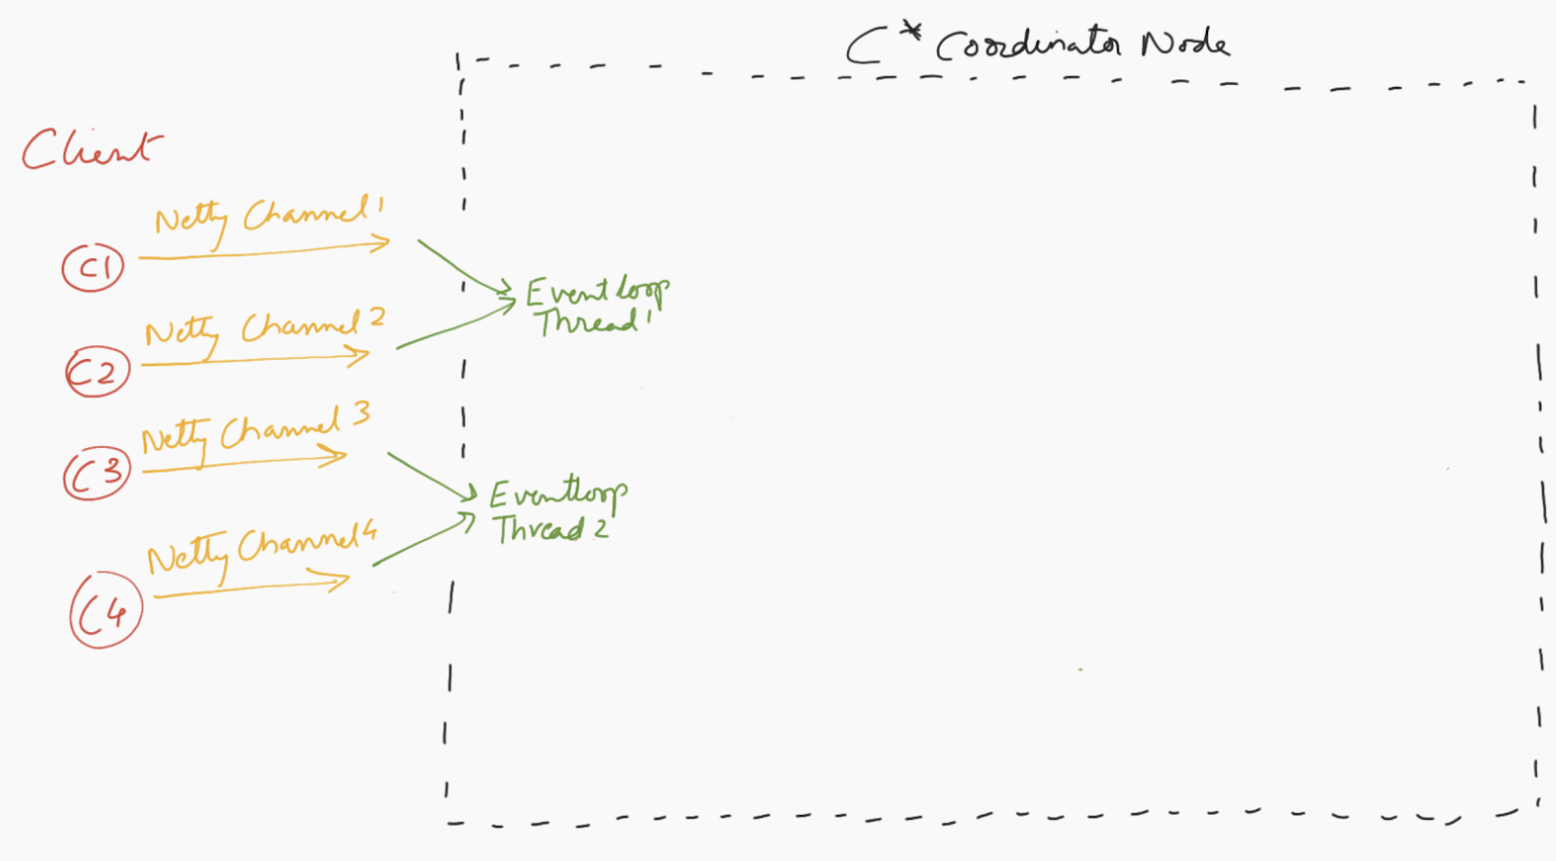 C* Coordinator Node
Client
Netty Channel 1
C1
Event loop
Thread 1
Netty Channel 2
C2
Netty Channel 3
C3
Eventloop
Thread 2
Netty Channel 4
C4